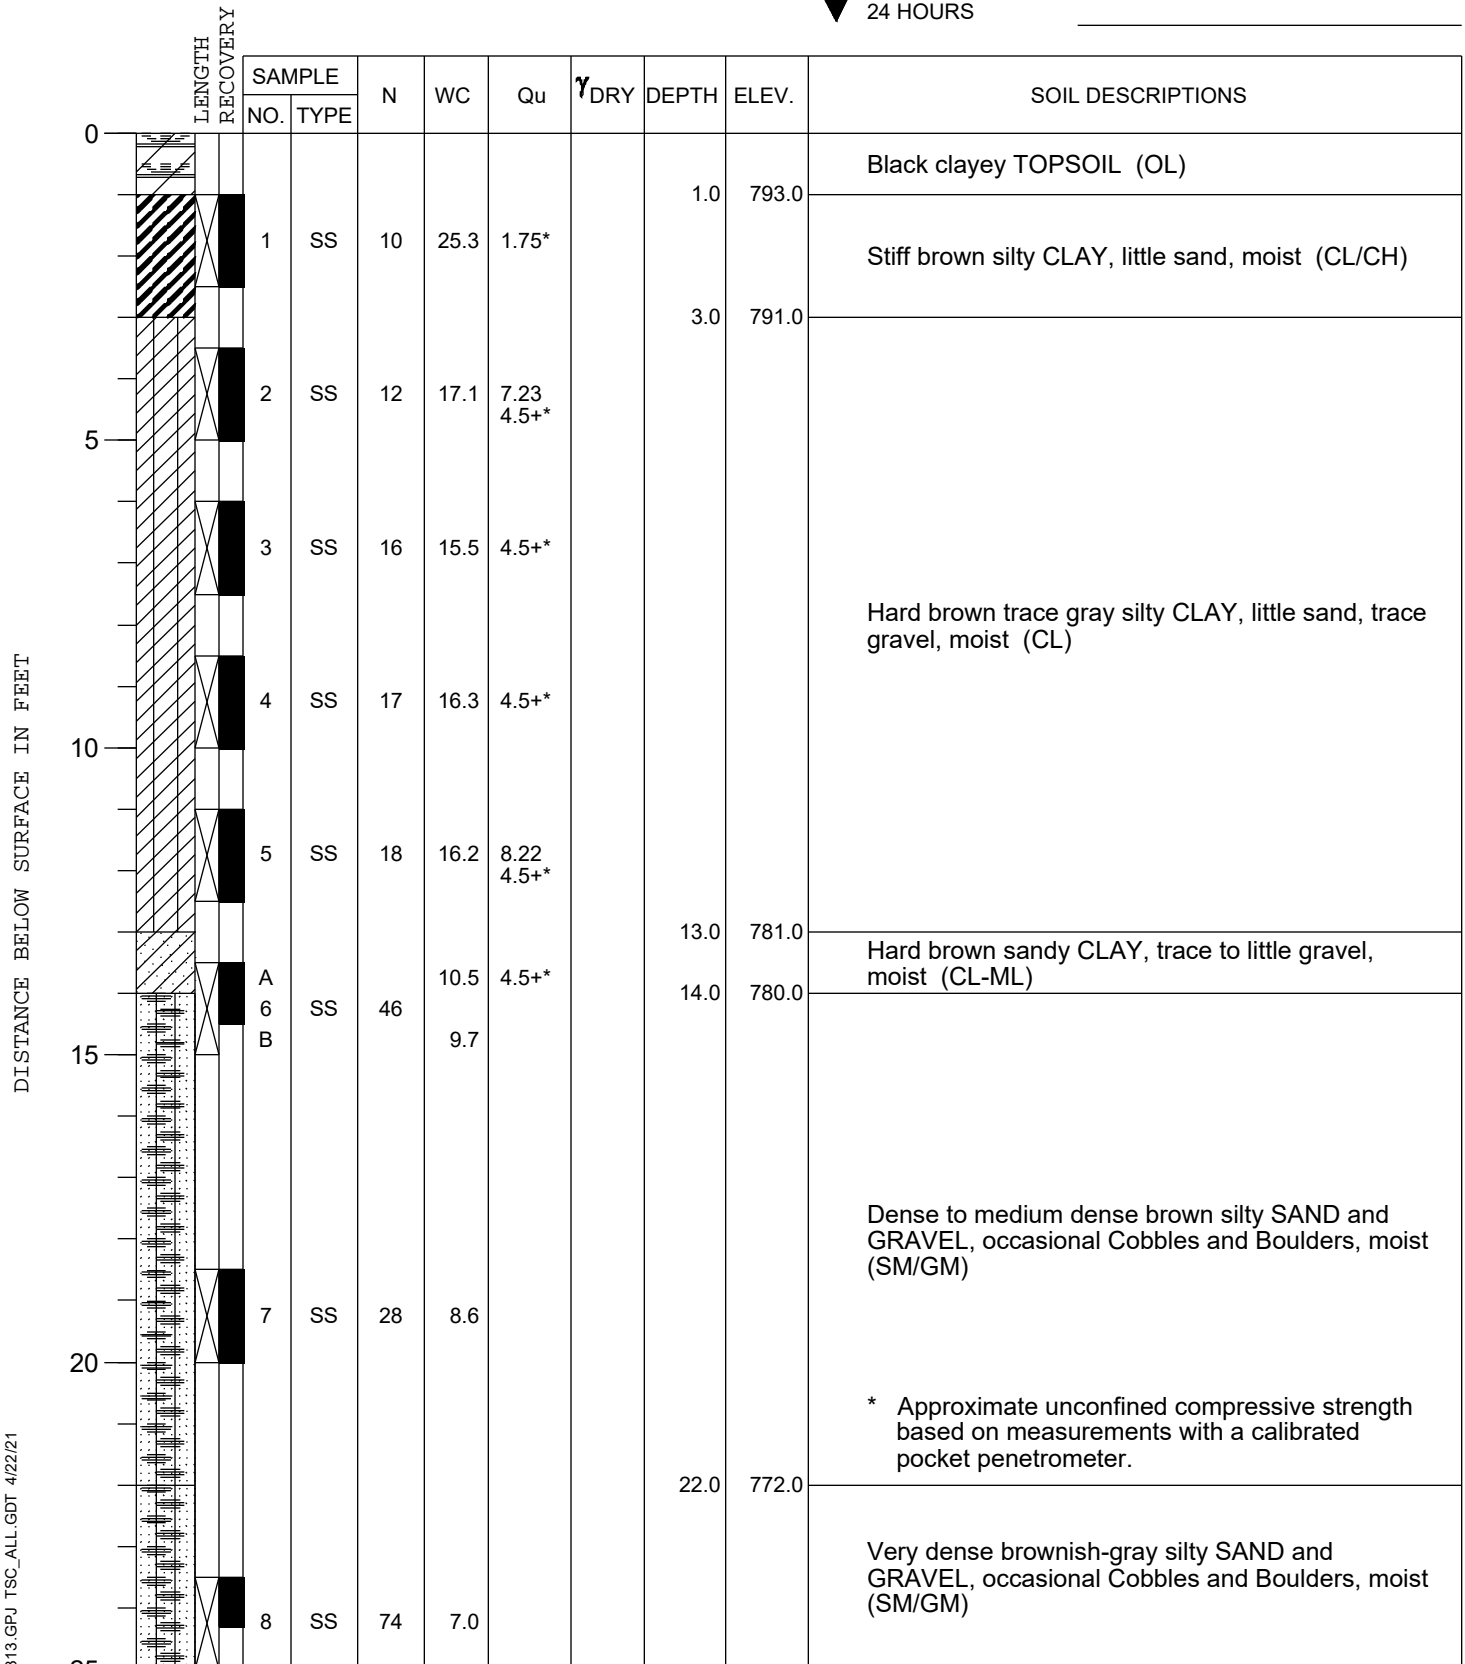 24 HOURS
LENGTH
RECOVERY
SAMPLE
NO. TYPE N WC Qu γDRY DEPTH ELEV. SOIL DESCRIPTIONS
0
Black clayey TOPSOIL (OL)
1.0 793.0
1 SS 10 25.3 1.75*
Stiff brown silty CLAY, little sand, moist (CL/CH)
3.0 791.0
2 SS 12 17.1 7.23
4.5+*
5
3 SS 16 15.5 4.5+*
Hard brown trace gray silty CLAY, little sand, trace
gravel, moist (CL)
4 SS 17 16.3 4.5+*
10
5 SS 18 16.2 8.22
4.5+*
13.0 781.0
Hard brown sandy CLAY, trace to little gravel,
moist (CL-ML)
A 10.5 4.5+*
14.0 780.0
6 SS 46
B 9.7
15
Dense to medium dense brown silty SAND and
GRAVEL, occasional Cobbles and Boulders, moist
(SM/GM)
7 SS 28 8.6
20
* Approximate unconfined compressive strength
based on measurements with a calibrated
pocket penetrometer.
22.0 772.0
Very dense brownish-gray silty SAND and
GRAVEL, occasional Cobbles and Boulders, moist
(SM/GM)
8 SS 74 7.0
DISTANCE BELOW SURFACE IN FEET
313.GPJ TSC_ALL.GDT 4/22/21